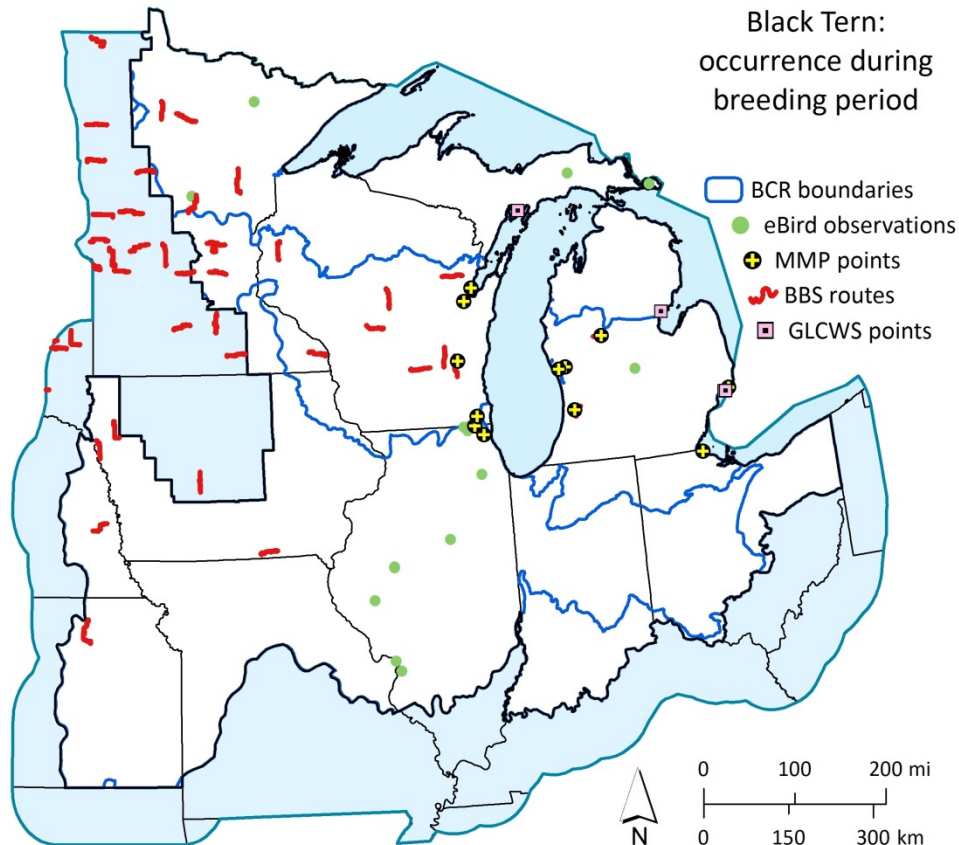 Black Tern:
occurrence during
breeding period
BCR boundaries
eBird observations
MMP points
BBS routes
GLCWS points
N
0 100 200 mi
0 150 300 km